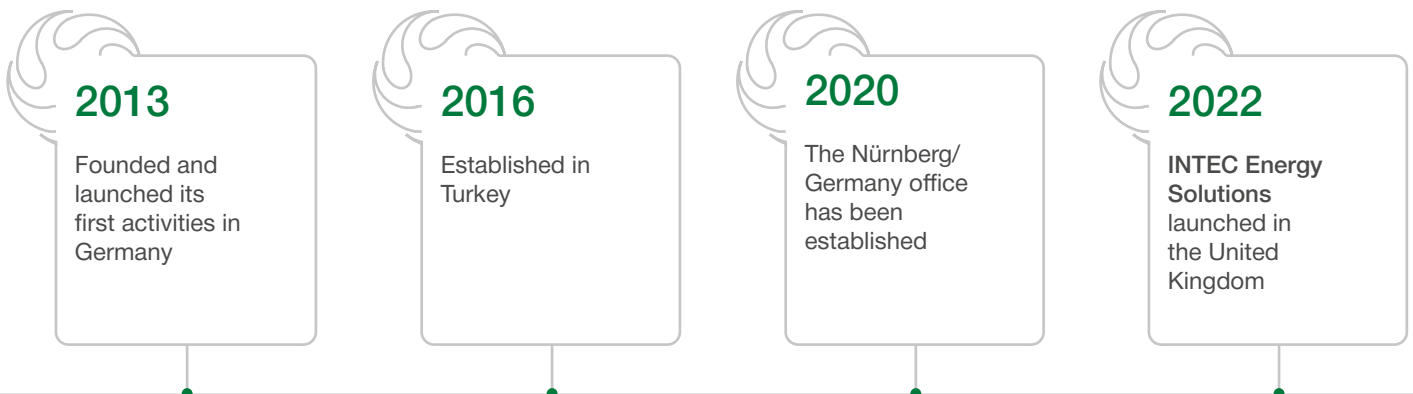 2013
Founded and
launched its
first activities in
Germany
2016
Established in
Turkey
2020
The Nürnberg/
Germany office
has been
established
2022
INTEC Energy
Solutions
launched in
the United
Kingdom